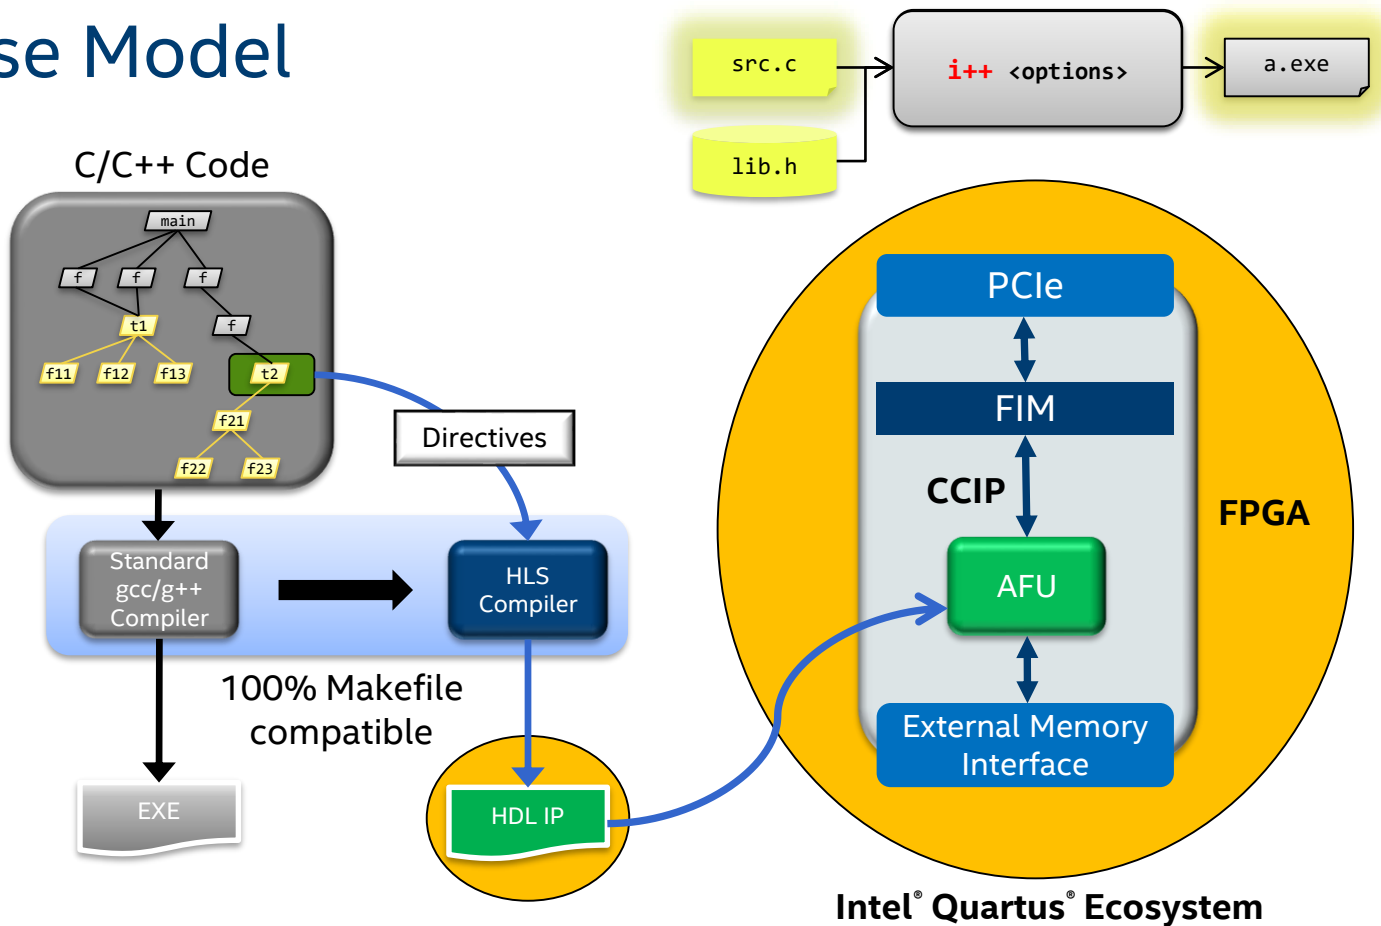 se Model
src.c
i++ <options>
a.exe
lib.h
C/C++ Code
main
f
f
f
t1
f
f11
f12
f13
t2
f21
f22
f23
Directives
Standard
gcc/g++
Compiler
HLS
Compiler
100% Makefile
compatible
EXE
HDL IP
PCIe
FIM
CCIP
FPGA
AFU
External Memory
Interface
Intel® Quartus® Ecosystem